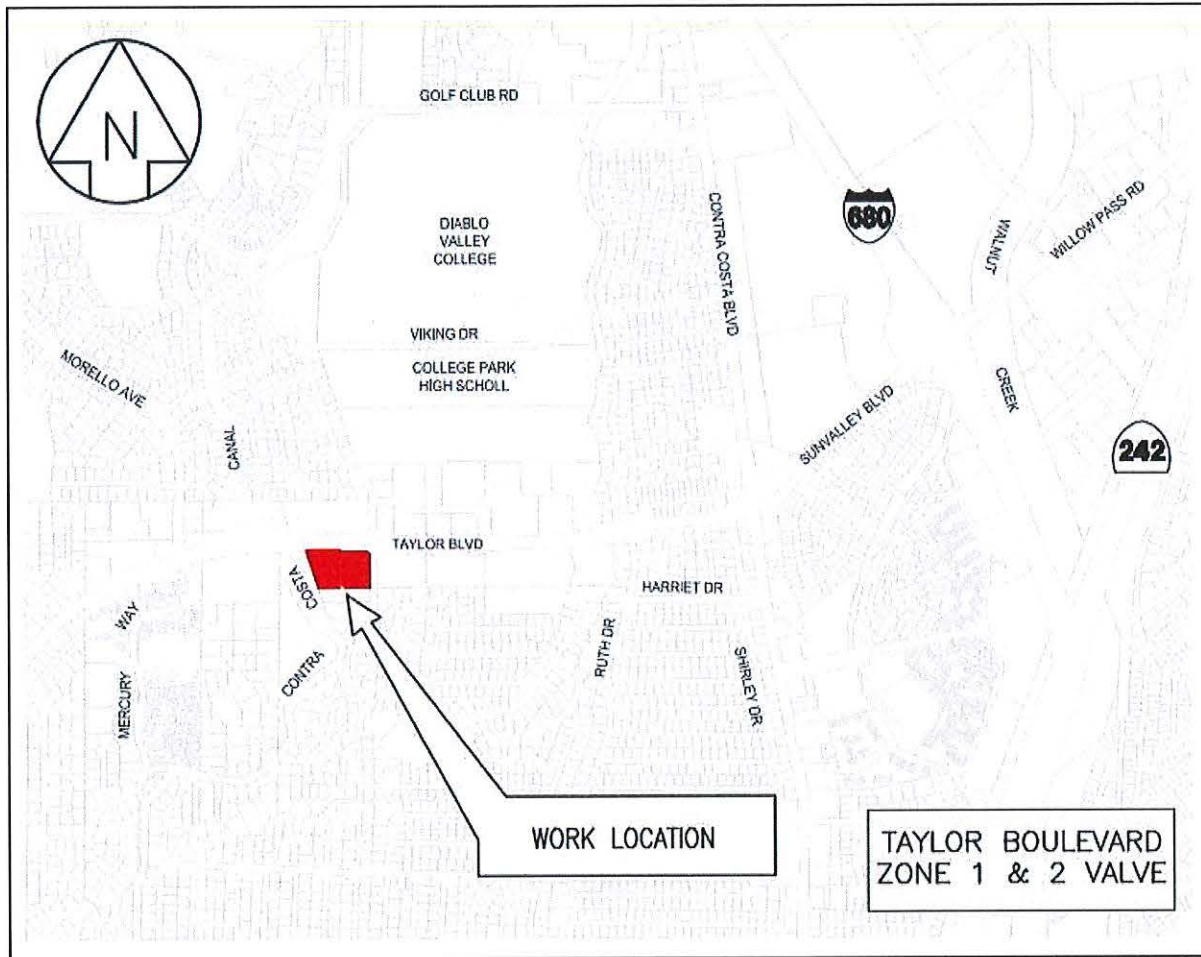 N
GOLF CLUB RD
DIABLO
VALLEY
COLLEGE
CONTRA COSTA BLVD
680
WALNUT
WILLOW PASS RD
VIKING DR
COLLEGE PARK
HIGH SCHOLL
MORELLO AVE
CREEK
SUNVALLEY BLVD
CANAL
242
TAYLOR BLVD
COSTA
HARRIET DR
WAY
RUTH DR
SHIRLEY DR
CONTRA
MERCURY
WORK LOCATION
TAYLOR BOULEVARD
ZONE 1 & 2 VALVE